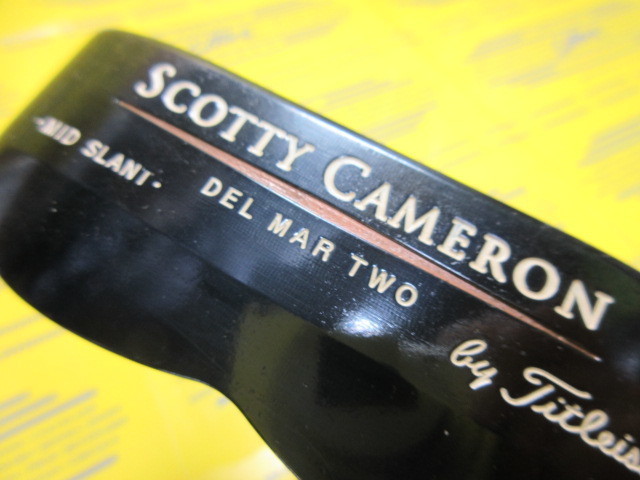 SCOTTY CAMERON
-MID SLANT-
DEL MAR TWO
by Titleis